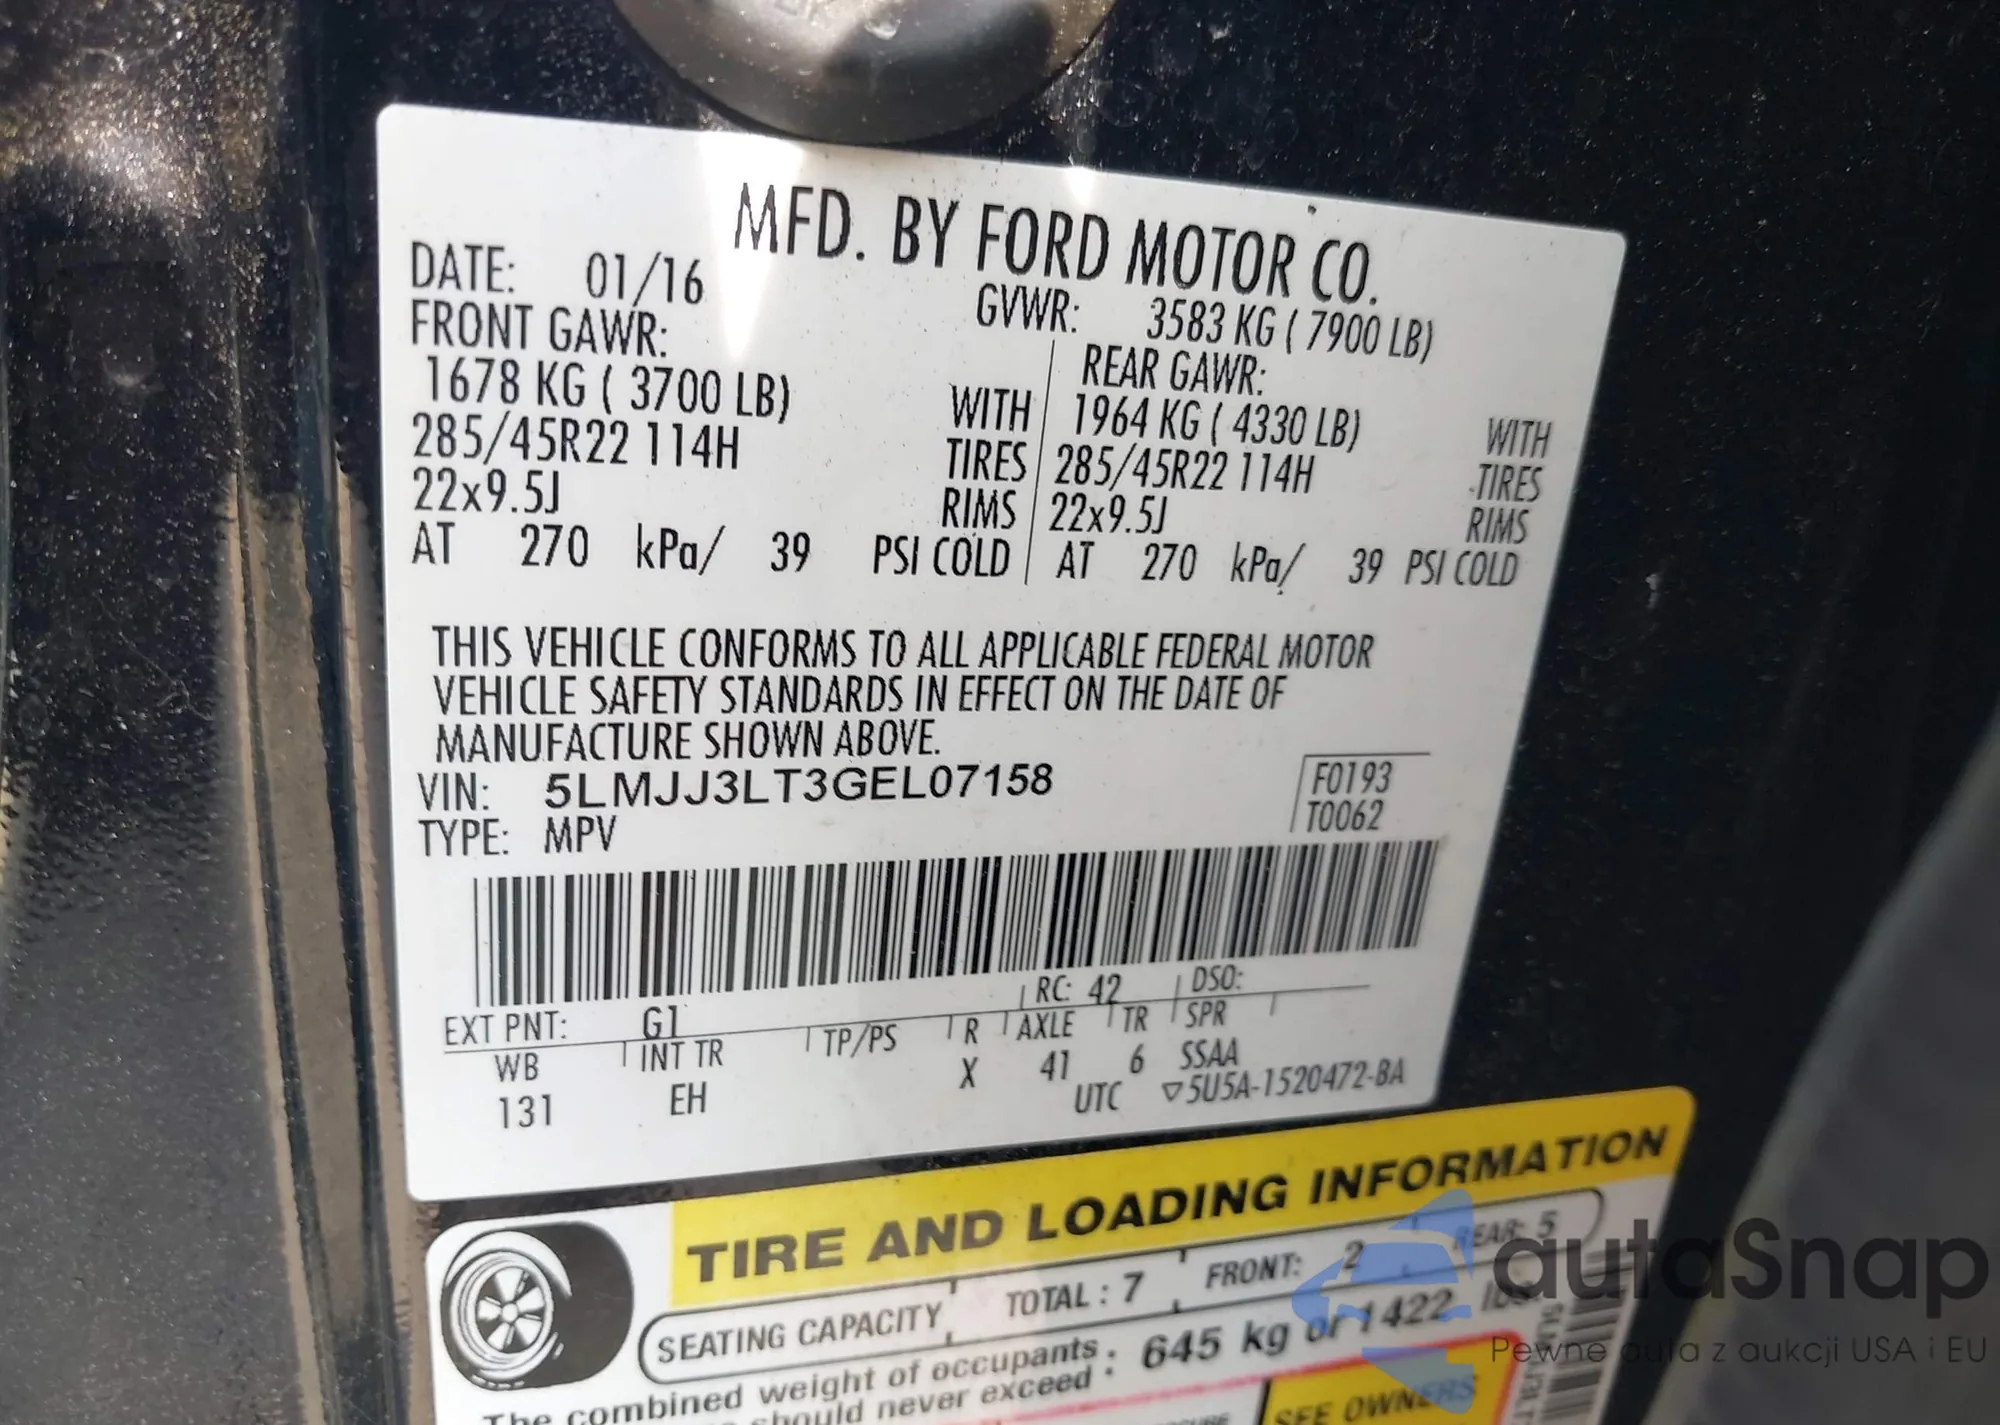 MFD. BY FORD MOTOR CO.
DATE: 01/16
GVWR: 3583 KG ( 7900 LB)
FRONT GAWR:
1678 KG ( 3700 LB) WITH
285/45R22 114H TIRES
22x9.5J RIMS
AT 270 kPa/ 39 PSI COLD
REAR GAWR:
1964 KG ( 4330 LB) WITH
285/45R22 114H TIRES
22x9.5J RIMS
AT 270 kPa/ 39 PSI COLD
THIS VEHICLE CONFORMS TO ALL APPLICABLE FEDERAL MOTOR
VEHICLE SAFETY STANDARDS IN EFFECT ON THE DATE OF
MANUFACTURE SHOWN ABOVE.
VIN: 5LMJJ3LT3GEL07158
TYPE: MPV
F0193
T0062
EXT PNT: G1 RC: 42 DSO:
WB INT TR TP/PS R AXLE TR SPR
131 EH X 41 6 SSAA
UTC ▽5U5A-1520472-BA
TIRE AND LOADING INFORMATION
SEATING CAPACITY TOTAL : 7 FRONT: 2 REAR: 5
The combined weight of occupants
should never exceed : 645 kg or 1422 lbs.
SEE OWNERS
autaSnap
Pewne auta z aukcji USA i EU